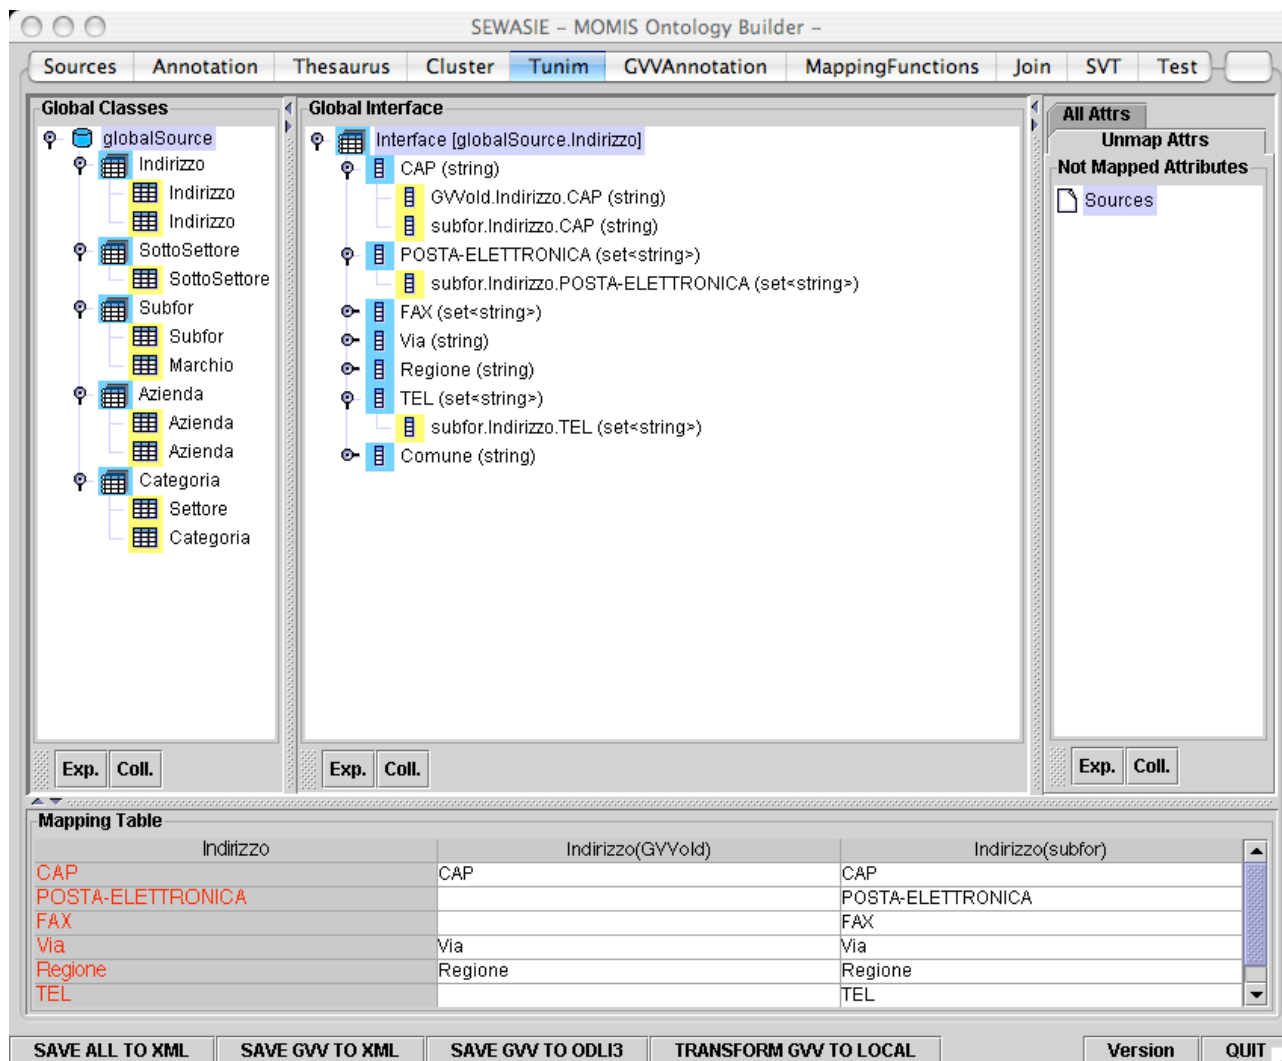 SEWASIE – MOMIS Ontology Builder –
Sources Annotation Thesaurus Cluster Tunim GVVAnnotation MappingFunctions Join SVT Test
Global Classes
globalSource
Indirizzo
Indirizzo
Indirizzo
SottoSettore
SottoSettore
Subfor
Subfor
Marchio
Azienda
Azienda
Azienda
Categoria
Settore
Categoria
Exp. Coll.
Global Interface
Interface [globalSource.Indirizzo]
CAP (string)
GVVold.Indirizzo.CAP (string)
subfor.Indirizzo.CAP (string)
POSTA-ELETTRONICA (set<string>)
subfor.Indirizzo.POSTA-ELETTRONICA (set<string>)
FAX (set<string>)
Via (string)
Regione (string)
TEL (set<string>)
subfor.Indirizzo.TEL (set<string>)
Comune (string)
Exp. Coll.
All Attrs
Unmap Attrs
Not Mapped Attributes
Sources
Exp. Coll.
Mapping Table
Indirizzo Indirizzo(GVVold) Indirizzo(subfor)
CAP CAP CAP
POSTA-ELETTRONICA POSTA-ELETTRONICA
FAX FAX
Via Via Via
Regione Regione Regione
TEL TEL
SAVE ALL TO XML SAVE GVV TO XML SAVE GVV TO ODLI3 TRANSFORM GVV TO LOCAL Version QUIT